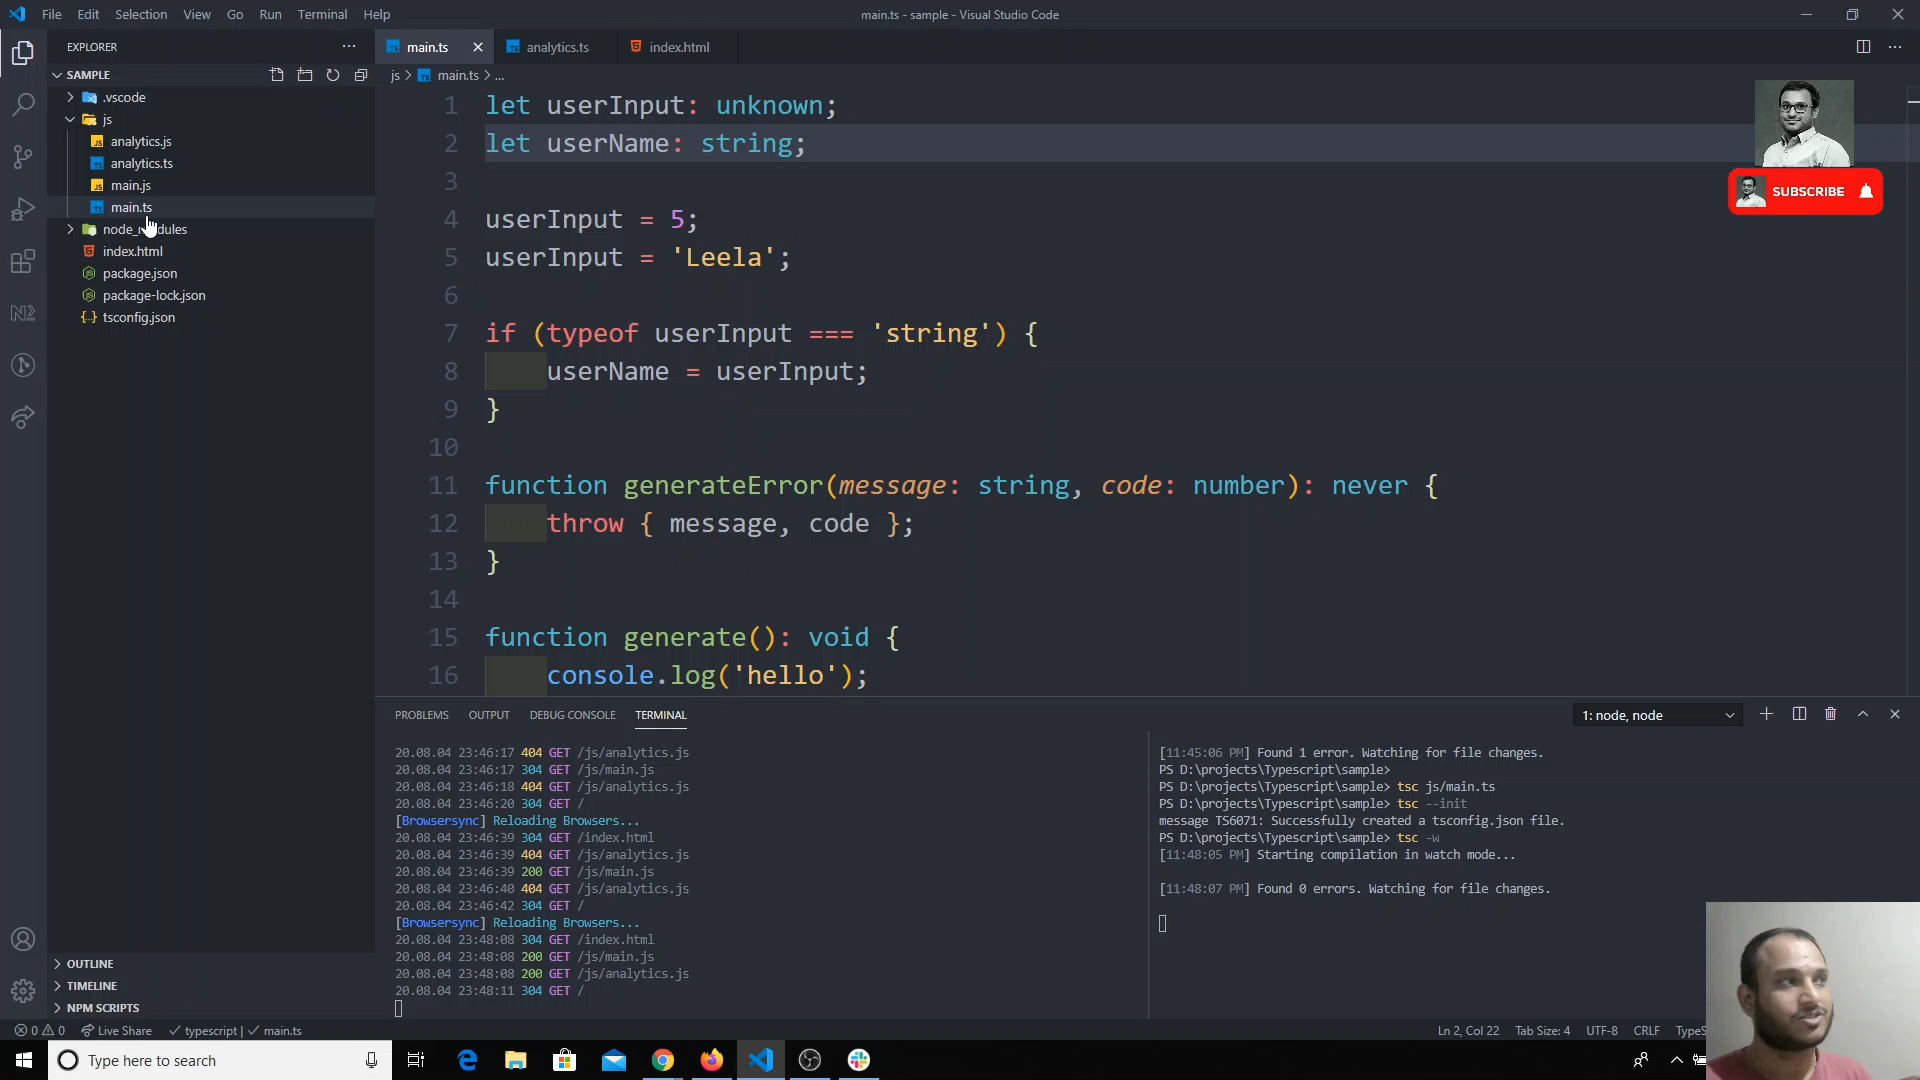 File Edit Selection View Go Run Terminal Help
main.ts - sample - Visual Studio Code
EXPLORER
SAMPLE
.vscode
js
analytics.js
analytics.ts
main.js
main.ts
index.html
package.json
package-lock.json
tsconfig.json
OUTLINE
TIMELINE
NPM SCRIPTS
main.ts analytics.ts index.html
js > main.ts > ...
1 let userInput: unknown;
2 let userName: string;
3
4 userInput = 5;
5 userInput = 'Leela';
6
7 if (typeof userInput === 'string') {
8 userName = userInput;
9 }
10
11 function generateError(message: string, code: number): never {
12 throw { message, code };
13 }
14
15 function generate(): void {
16 console.log('hello');
SUBSCRIBE
PROBLEMS OUTPUT DEBUG CONSOLE TERMINAL
1: node, node
20.08.04 23:46:17 404 GET /js/analytics.js
20.08.04 23:46:17 304 GET /js/main.js
20.08.04 23:46:18 404 GET /js/analytics.js
20.08.04 23:46:20 304 GET /
[Browsersync] Reloading Browsers...
20.08.04 23:46:39 304 GET /index.html
20.08.04 23:46:39 404 GET /js/analytics.js
20.08.04 23:46:39 200 GET /js/main.js
20.08.04 23:46:40 404 GET /js/analytics.js
20.08.04 23:46:42 304 GET /
[Browsersync] Reloading Browsers...
20.08.04 23:48:08 304 GET /index.html
20.08.04 23:48:08 200 GET /js/main.js
20.08.04 23:48:08 200 GET /js/analytics.js
20.08.04 23:48:11 304 GET /
[11:45:06 PM] Found 1 error. Watching for file changes.
PS D:\projects\Typescript\sample>
PS D:\projects\Typescript\sample> tsc js/main.ts
PS D:\projects\Typescript\sample> tsc --init
message TS6071: Successfully created a tsconfig.json file.
PS D:\projects\Typescript\sample> tsc -w
[11:48:05 PM] Starting compilation in watch mode...
[11:48:07 PM] Found 0 errors. Watching for file changes.
0 0 Live Share typescript | main.ts
Ln 2, Col 22 Tab Size: 4 UTF-8 CRLF
Type here to search